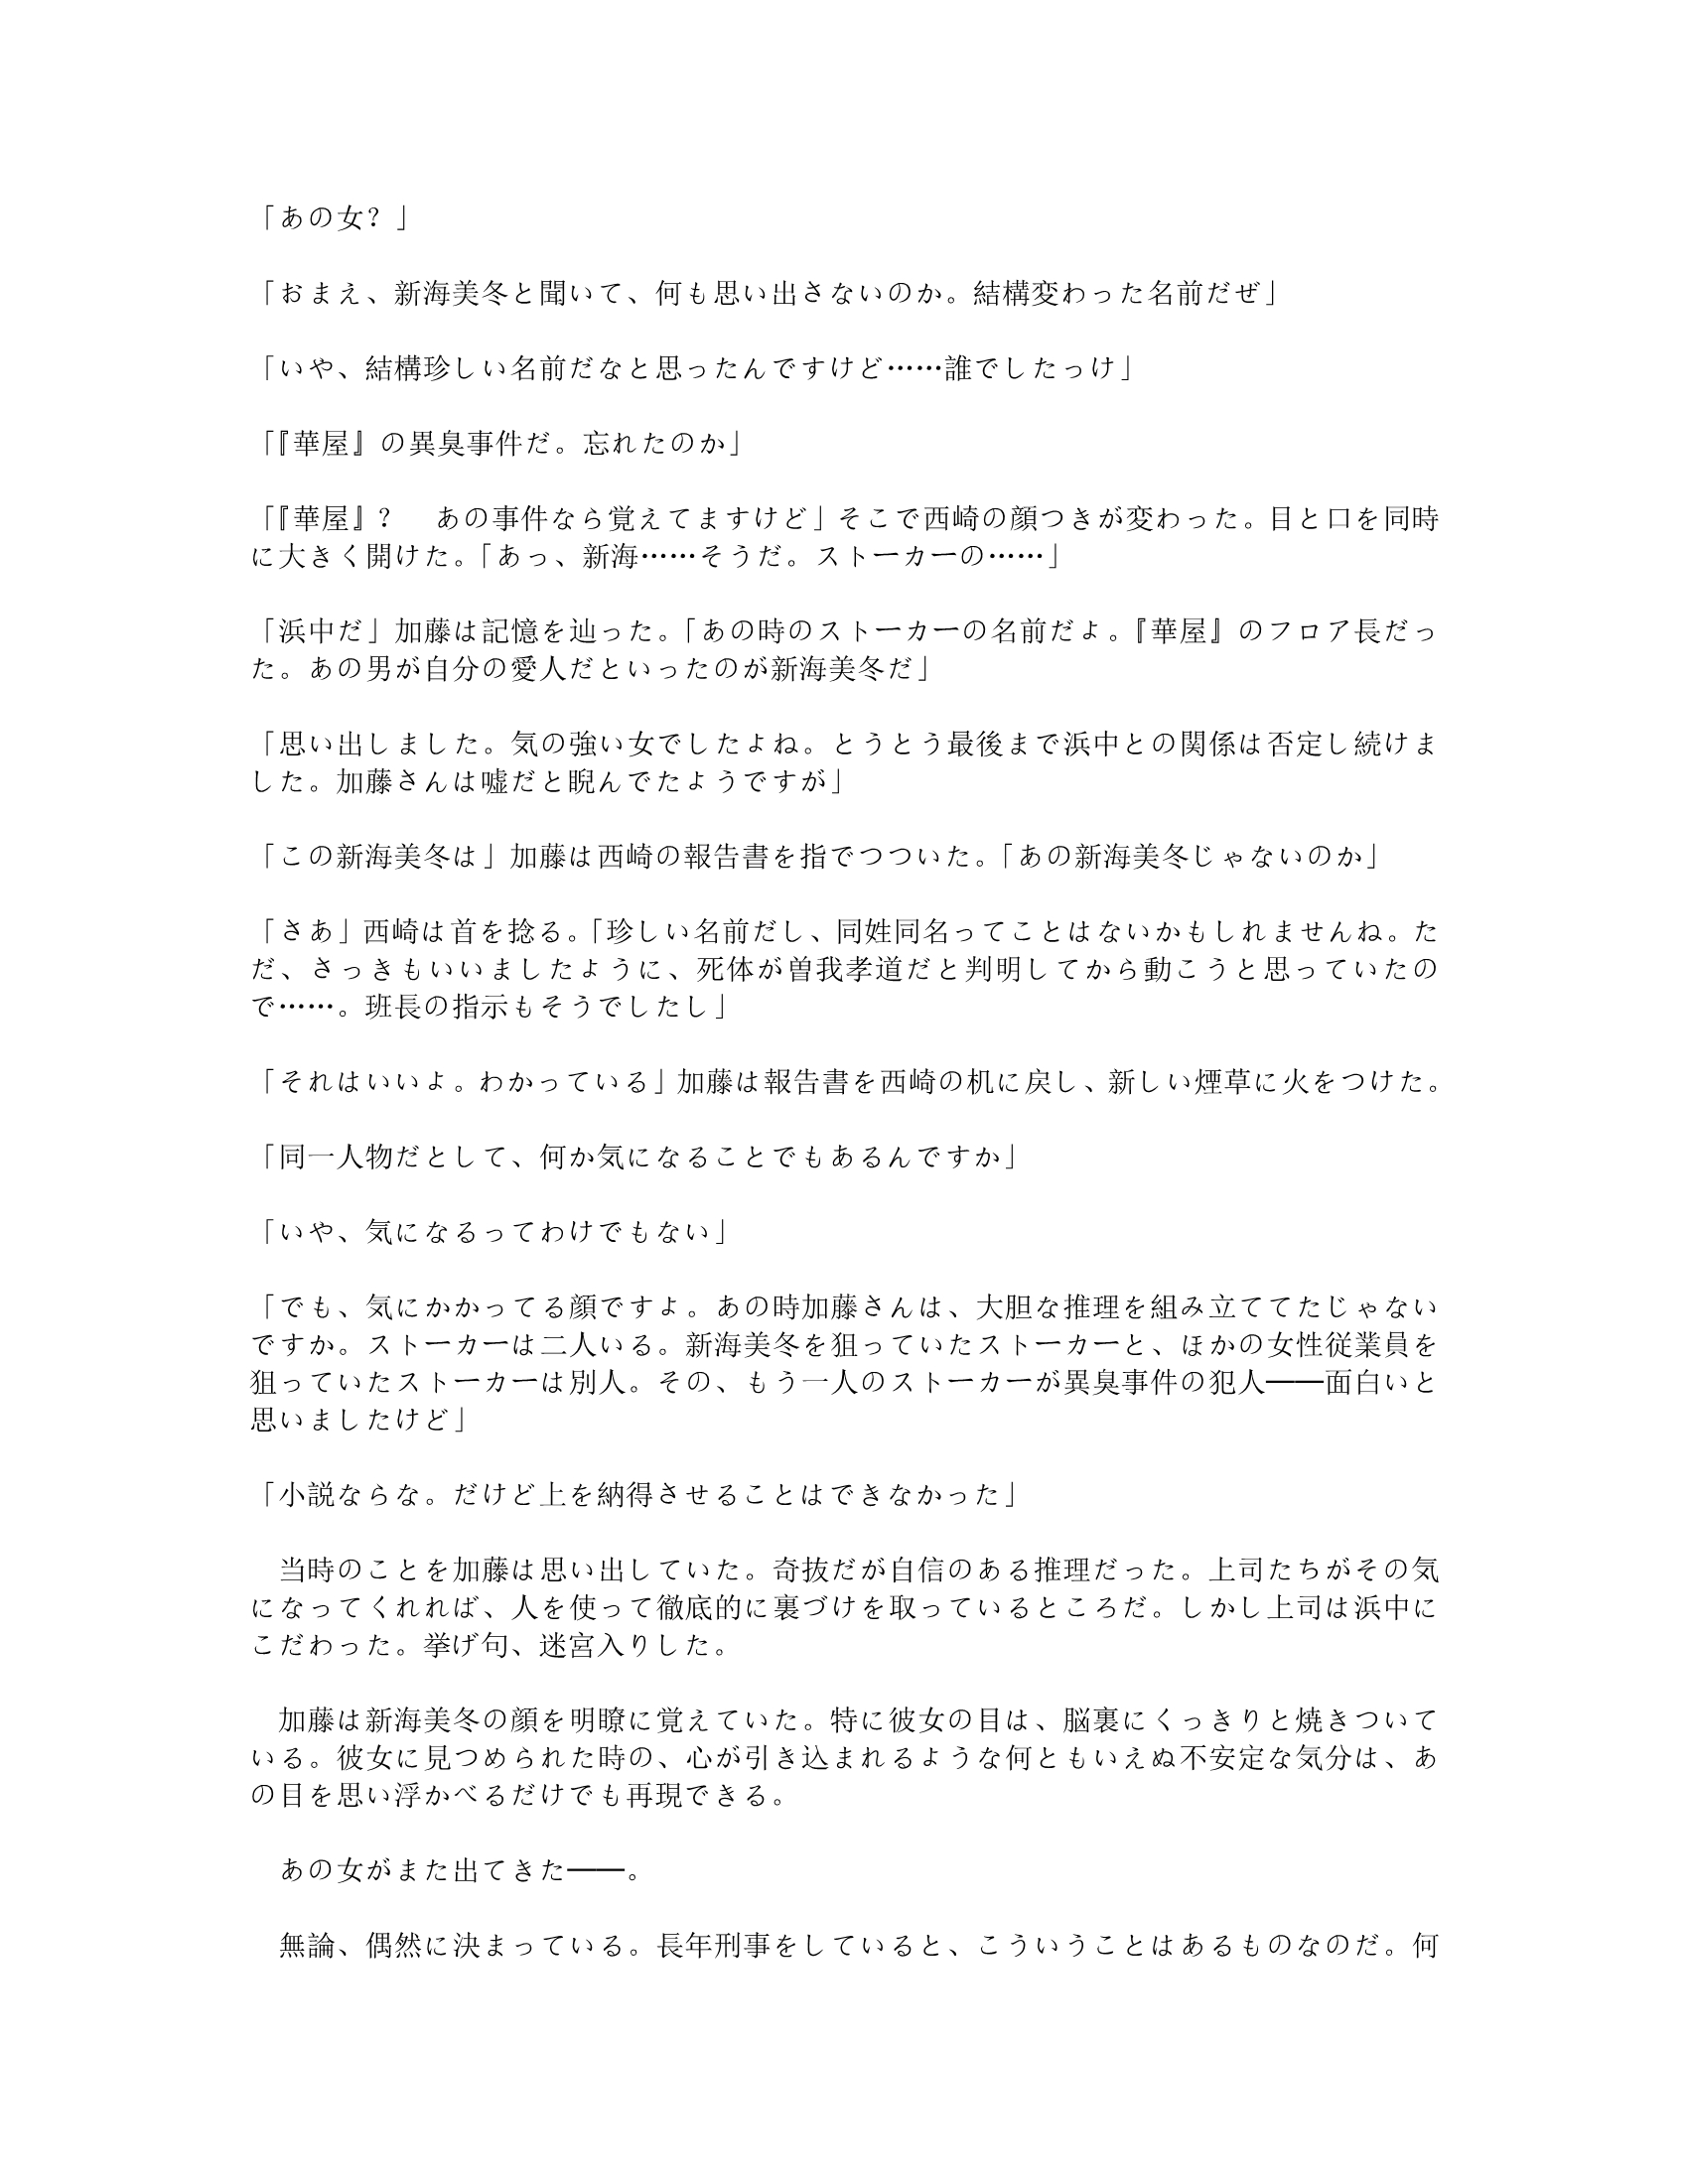 「あの女？」
「おまえ、新海美冬と聞いて、何も思い出さないのか。結構変わった名前だぜ」
「いや、結構珍しい名前だなと思ったんですけど……誰でしたっけ」
「『華屋』の異臭事件だ。忘れたのか」
「『華屋』？　あの事件なら覚えてますけど」そこで西崎の顔つきが変わった。目と口を同時
に大きく開けた。「あっ、新海……そうだ。ストーカーの……」
「浜中だ」加藤は記憶を辿った。「あの時のストーカーの名前だよ。『華屋』のフロア長だっ
た。あの男が自分の愛人だといったのが新海美冬だ」
「思い出しました。気の強い女でしたよね。とうとう最後まで浜中との関係は否定し続けま
した。加藤さんは嘘だと睨んでたようですが」
「この新海美冬は」加藤は西崎の報告書を指でつついた。「あの新海美冬じゃないのか」
「さあ」西崎は首を捻る。「珍しい名前だし、同姓同名ってことはないかもしれませんね。た
だ、さっきもいいましたように、死体が曽我孝道だと判明してから動こうと思っていたの
で……。班長の指示もそうでしたし」
「それはいいよ。わかっている」加藤は報告書を西崎の机に戻し、新しい煙草に火をつけた。
「同一人物だとして、何か気になることでもあるんですか」
「いや、気になるってわけでもない」
「でも、気にかかってる顔ですよ。あの時加藤さんは、大胆な推理を組み立ててたじゃない
ですか。ストーカーは二人いる。新海美冬を狙っていたストーカーと、ほかの女性従業員を
狙っていたストーカーは別人。その、もう一人のストーカーが異臭事件の犯人――面白いと
思いましたけど」
「小説ならな。だけど上を納得させることはできなかった」
　当時のことを加藤は思い出していた。奇抜だが自信のある推理だった。上司たちがその気
になってくれれば、人を使って徹底的に裏づけを取っているところだ。しかし上司は浜中に
こだわった。挙げ句、迷宮入りした。
　加藤は新海美冬の顔を明瞭に覚えていた。特に彼女の目は、脳裏にくっきりと焼きついて
いる。彼女に見つめられた時の、心が引き込まれるような何ともいえぬ不安定な気分は、あ
の目を思い浮かべるだけでも再現できる。
　あの女がまた出てきた――。
　無論、偶然に決まっている。長年刑事をしていると、こういうことはあるものなのだ。何